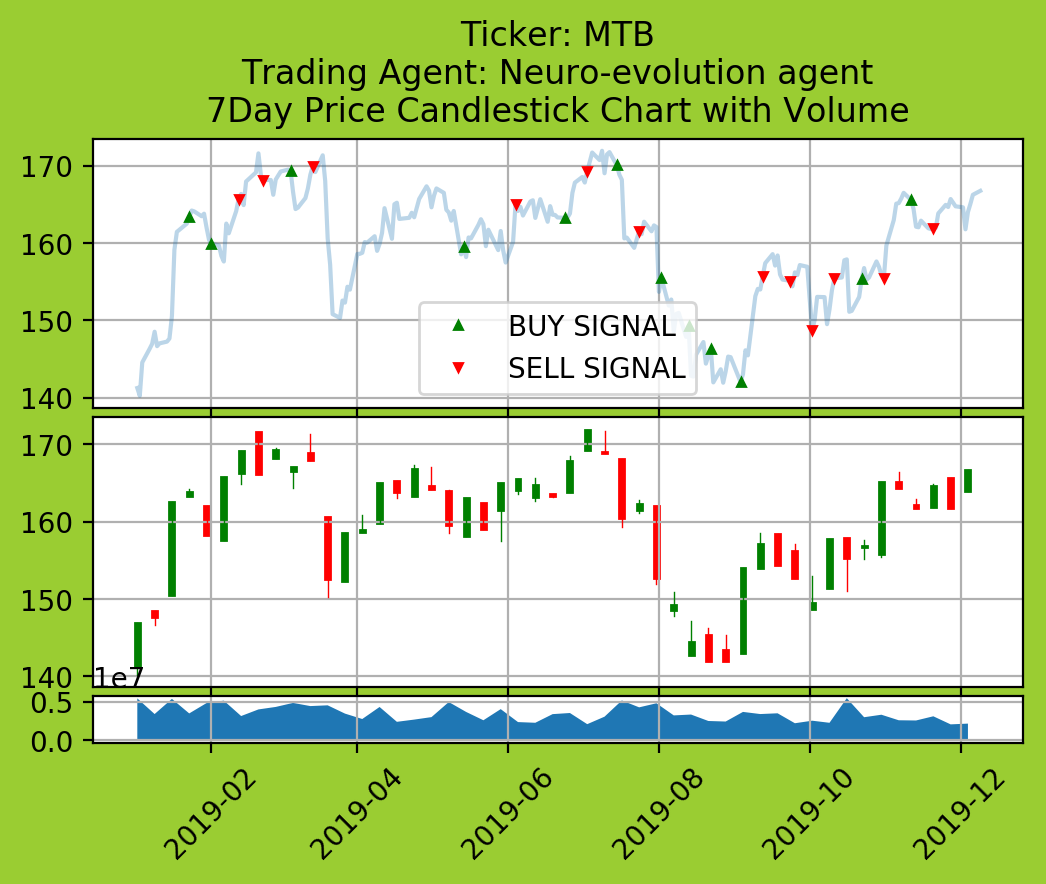 Ticker: MTB
Trading Agent: Neuro-evolution agent
7Day Price Candlestick Chart with Volume
170
160
150
140
BUY SIGNAL
SELL SIGNAL
170
160
150
140
1e7
0.5
0.0
2019-02
2019-04
2019-06
2019-08
2019-10
2019-12